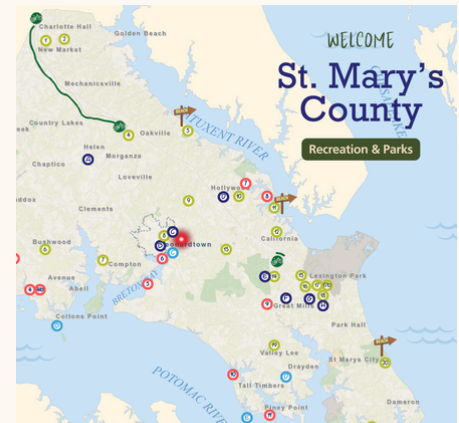 Charlotte Hall
Golden Beach
New Market
WELCOME
St. Mary's
County
Recreation & Parks
Mechanicsville
Country Lakes
Oakville
PATUXENT RIVER
Helen
Morganza
Chaptico
Loveville
Hollywood
Clements
California
Leonardtown
Bushwood
Compton
Lexington Park
Avenue
Abell
BRETON BAY
Great Mills
Coltons Point
Park Hall
Valley Lee
St Marys City
Drayden
POTOMAC RIVER
Tall Timbers
Dameron
Piney Point